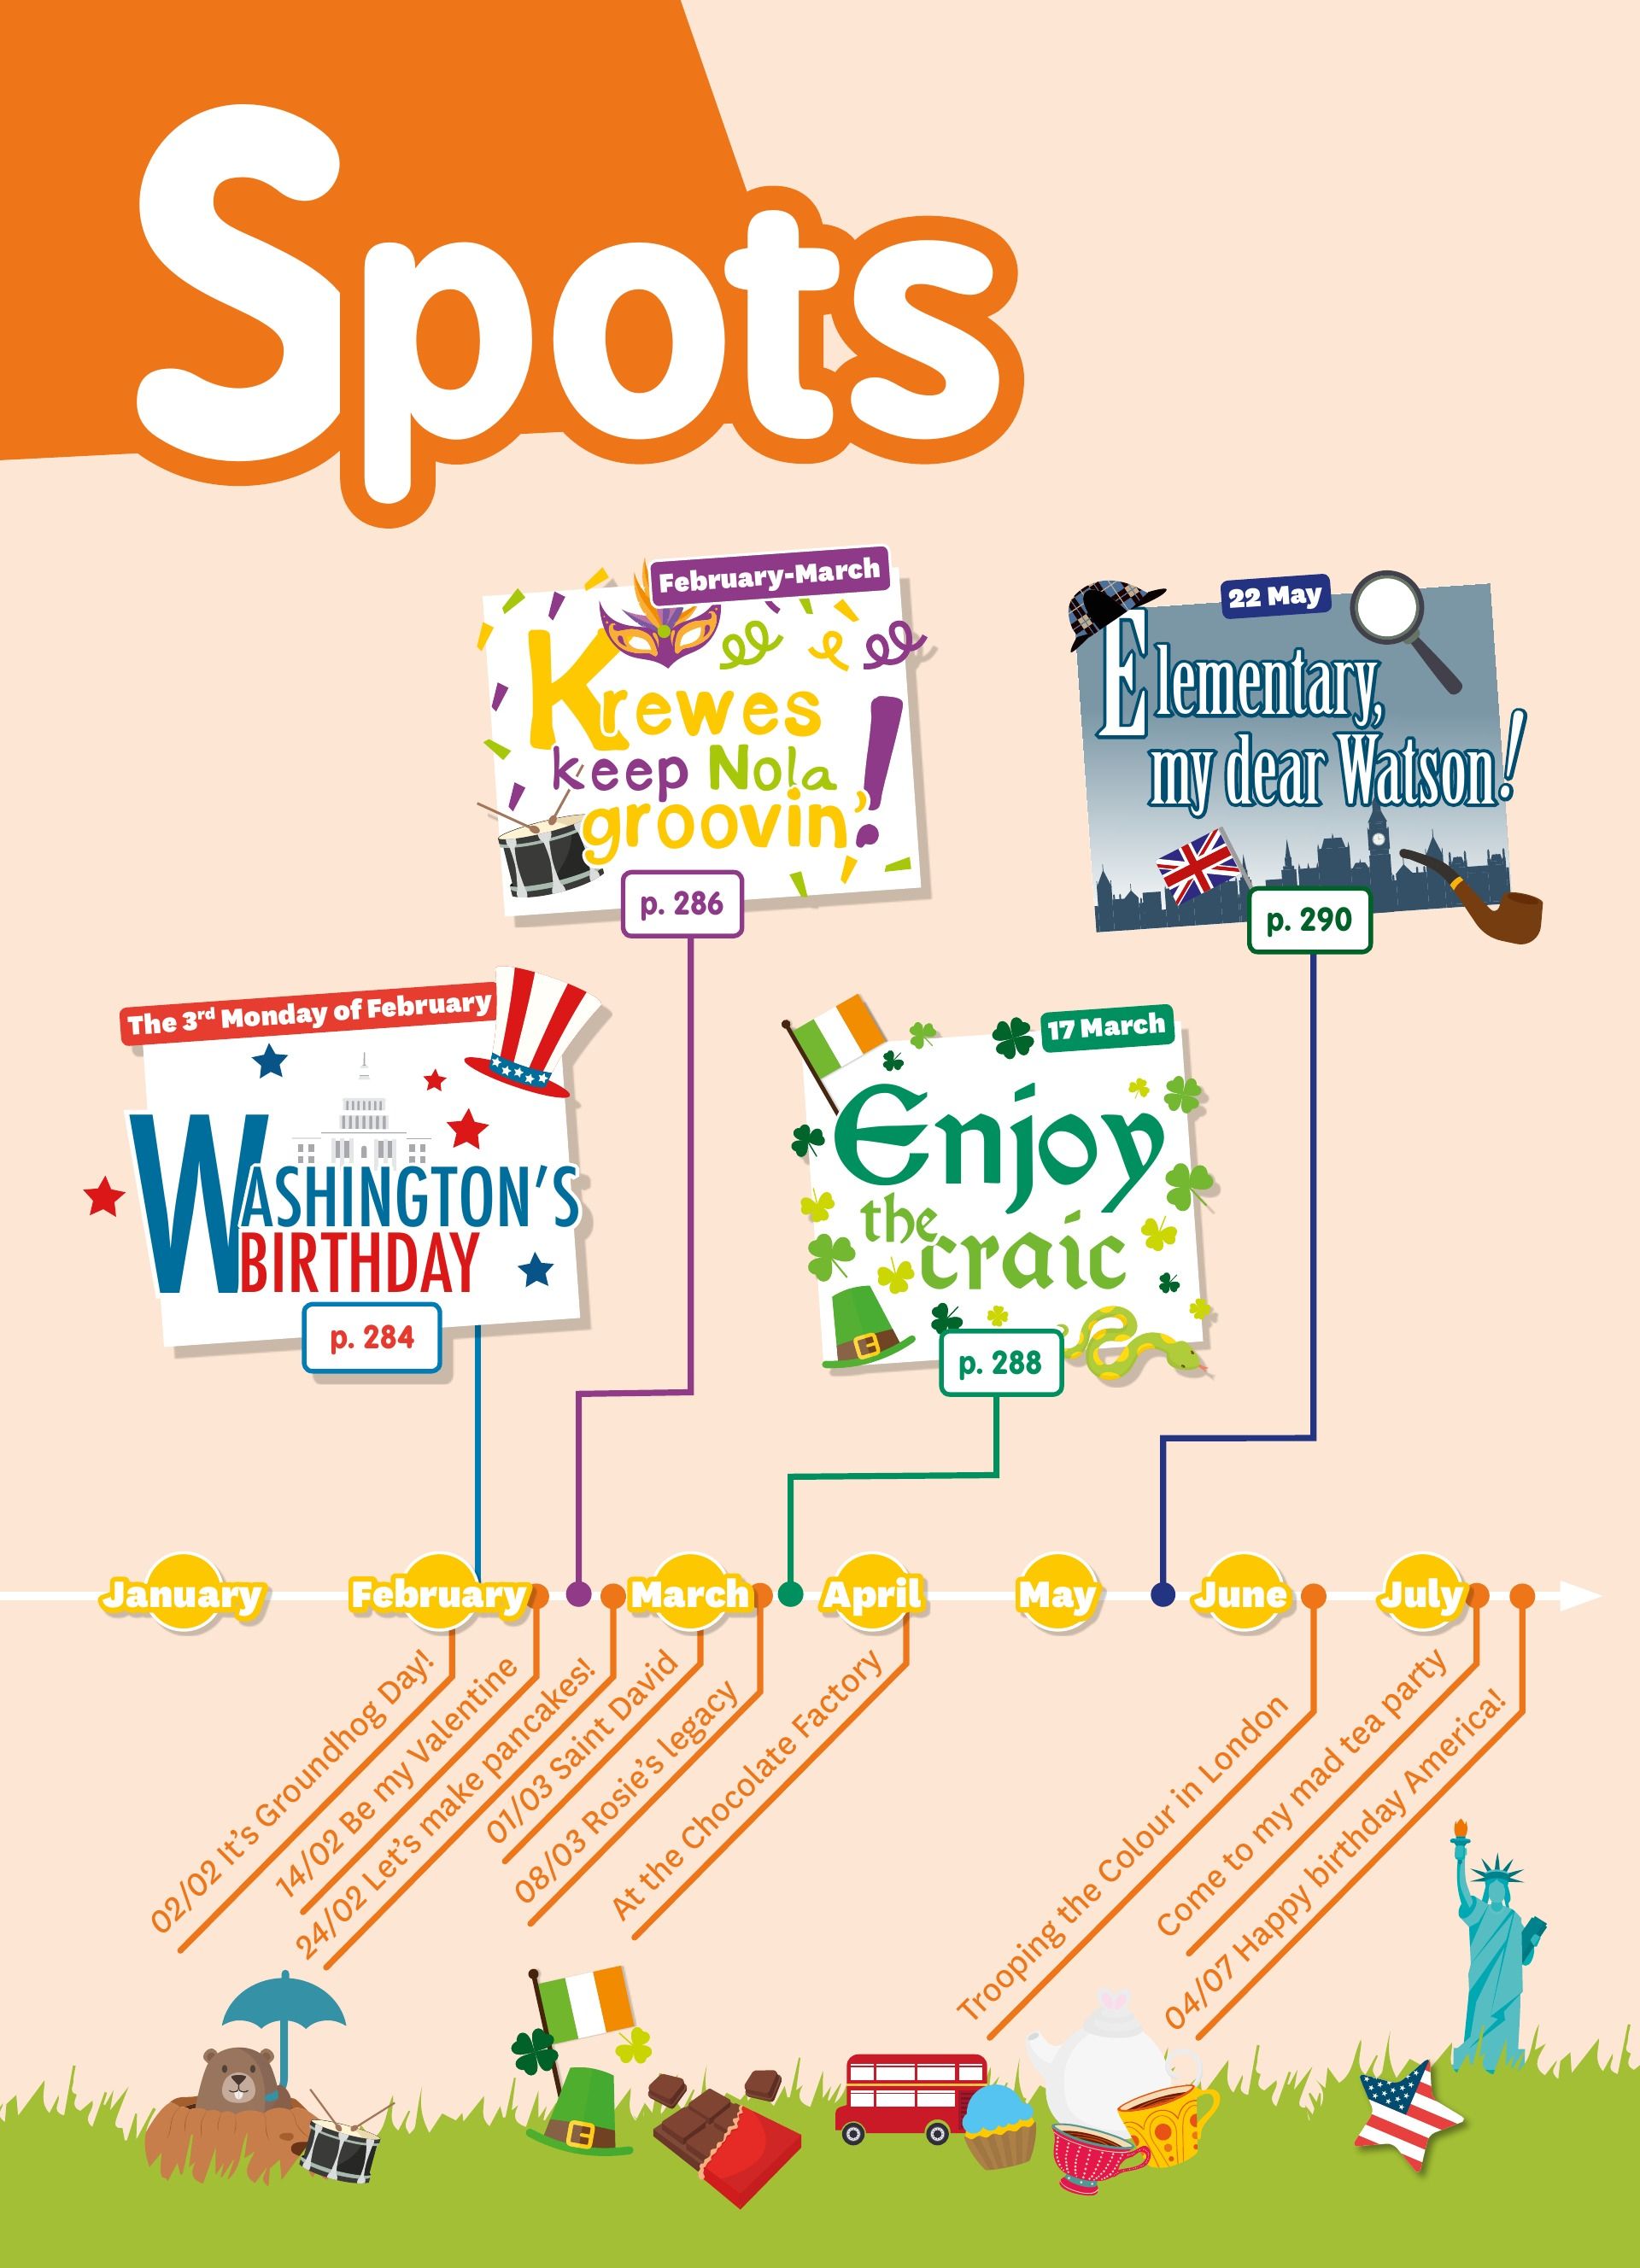 Spots
February-March
Krewes
keep Nola
groovin'!
p. 286
22 May
Elementary,
my dear Watson!
p. 290
The 3rd Monday of February
WASHINGTON'S
BIRTHDAY
p. 284
17 March
Enjoy
the
craic
p. 288
January
February
March
April
May
June
July
02/02 It's Groundhog Day!
14/02 Be my Valentine
24/02 Let's make pancakes!
01/03 Saint David
08/03 Rosie's legacy
At the Chocolate Factory
Trooping the Colour in London
Come to my mad tea party
04/07 Happy birthday America!